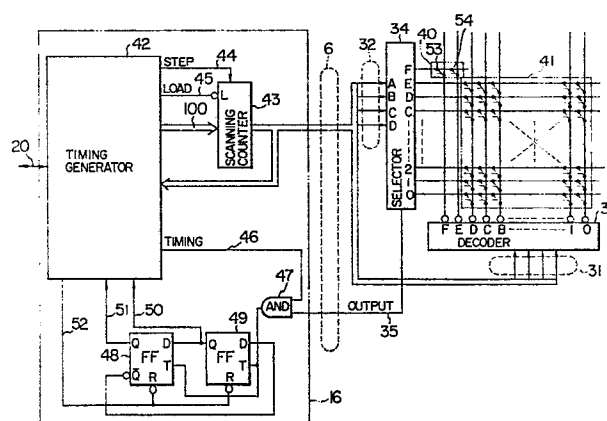 42
STEP
44
LOAD
45
L
43
SCANNING COUNTER
100
20
TIMING GENERATOR
TIMING
46
47
AND
51
50
52
48
49
Q
D
FF
T
Q̅
R
Q
D
FF
T
R
16
6
32
34
40
53
54
41
A
B
C
D
F
E
D
C
2
1
0
SELECTOR
OUTPUT
35
F
E
D
C
B
1
0
3
DECODER
31